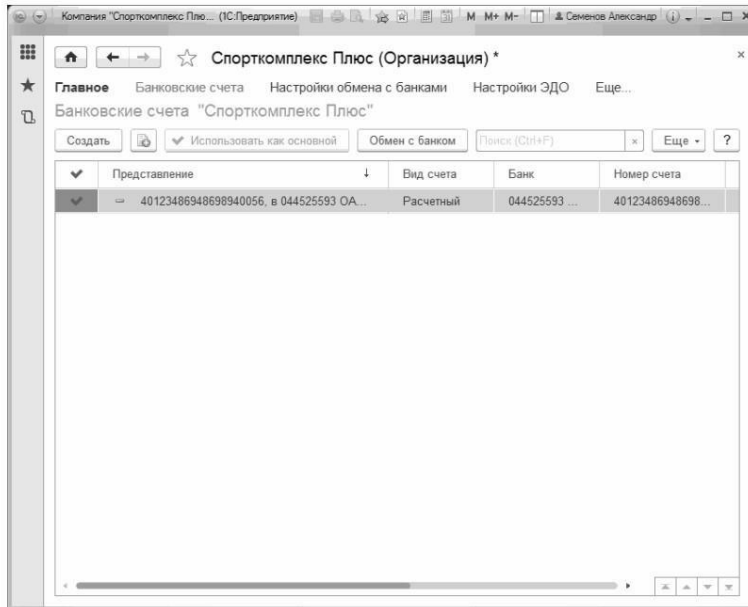 Компания "Спорткомплекс Плю... (1С:Предприятие) М М+ М- Семенов Александр
Спорткомплекс Плюс (Организация) *
Главное Банковские счета Настройки обмена с банками Настройки ЭДО Еще...
Банковские счета "Спорткомплекс Плюс"
Создать Использовать как основной Обмен с банком Поиск (Ctrl+F) × Еще ?
Представление ↓ Вид счета Банк Номер счета
40123486948698940056, в 044525593 ОА... Расчетный 044525593 ... 40123486948698...